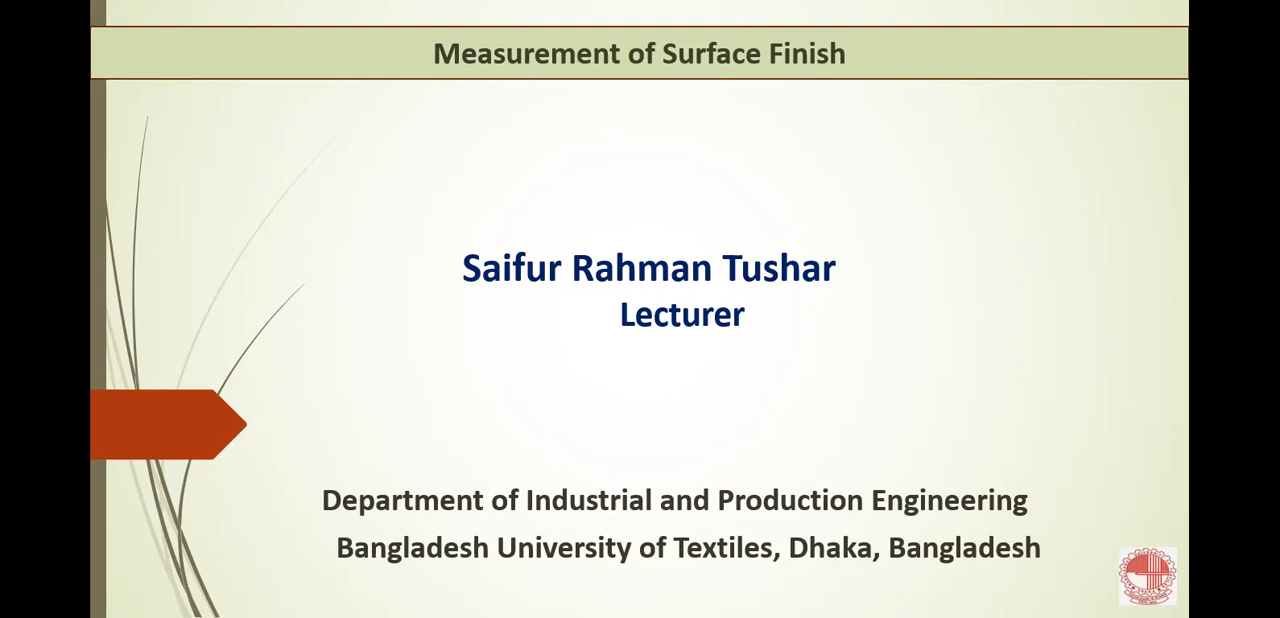 Measurement of Surface Finish
Saifur Rahman Tushar
Lecturer
Department of Industrial and Production Engineering
Bangladesh University of Textiles, Dhaka, Bangladesh